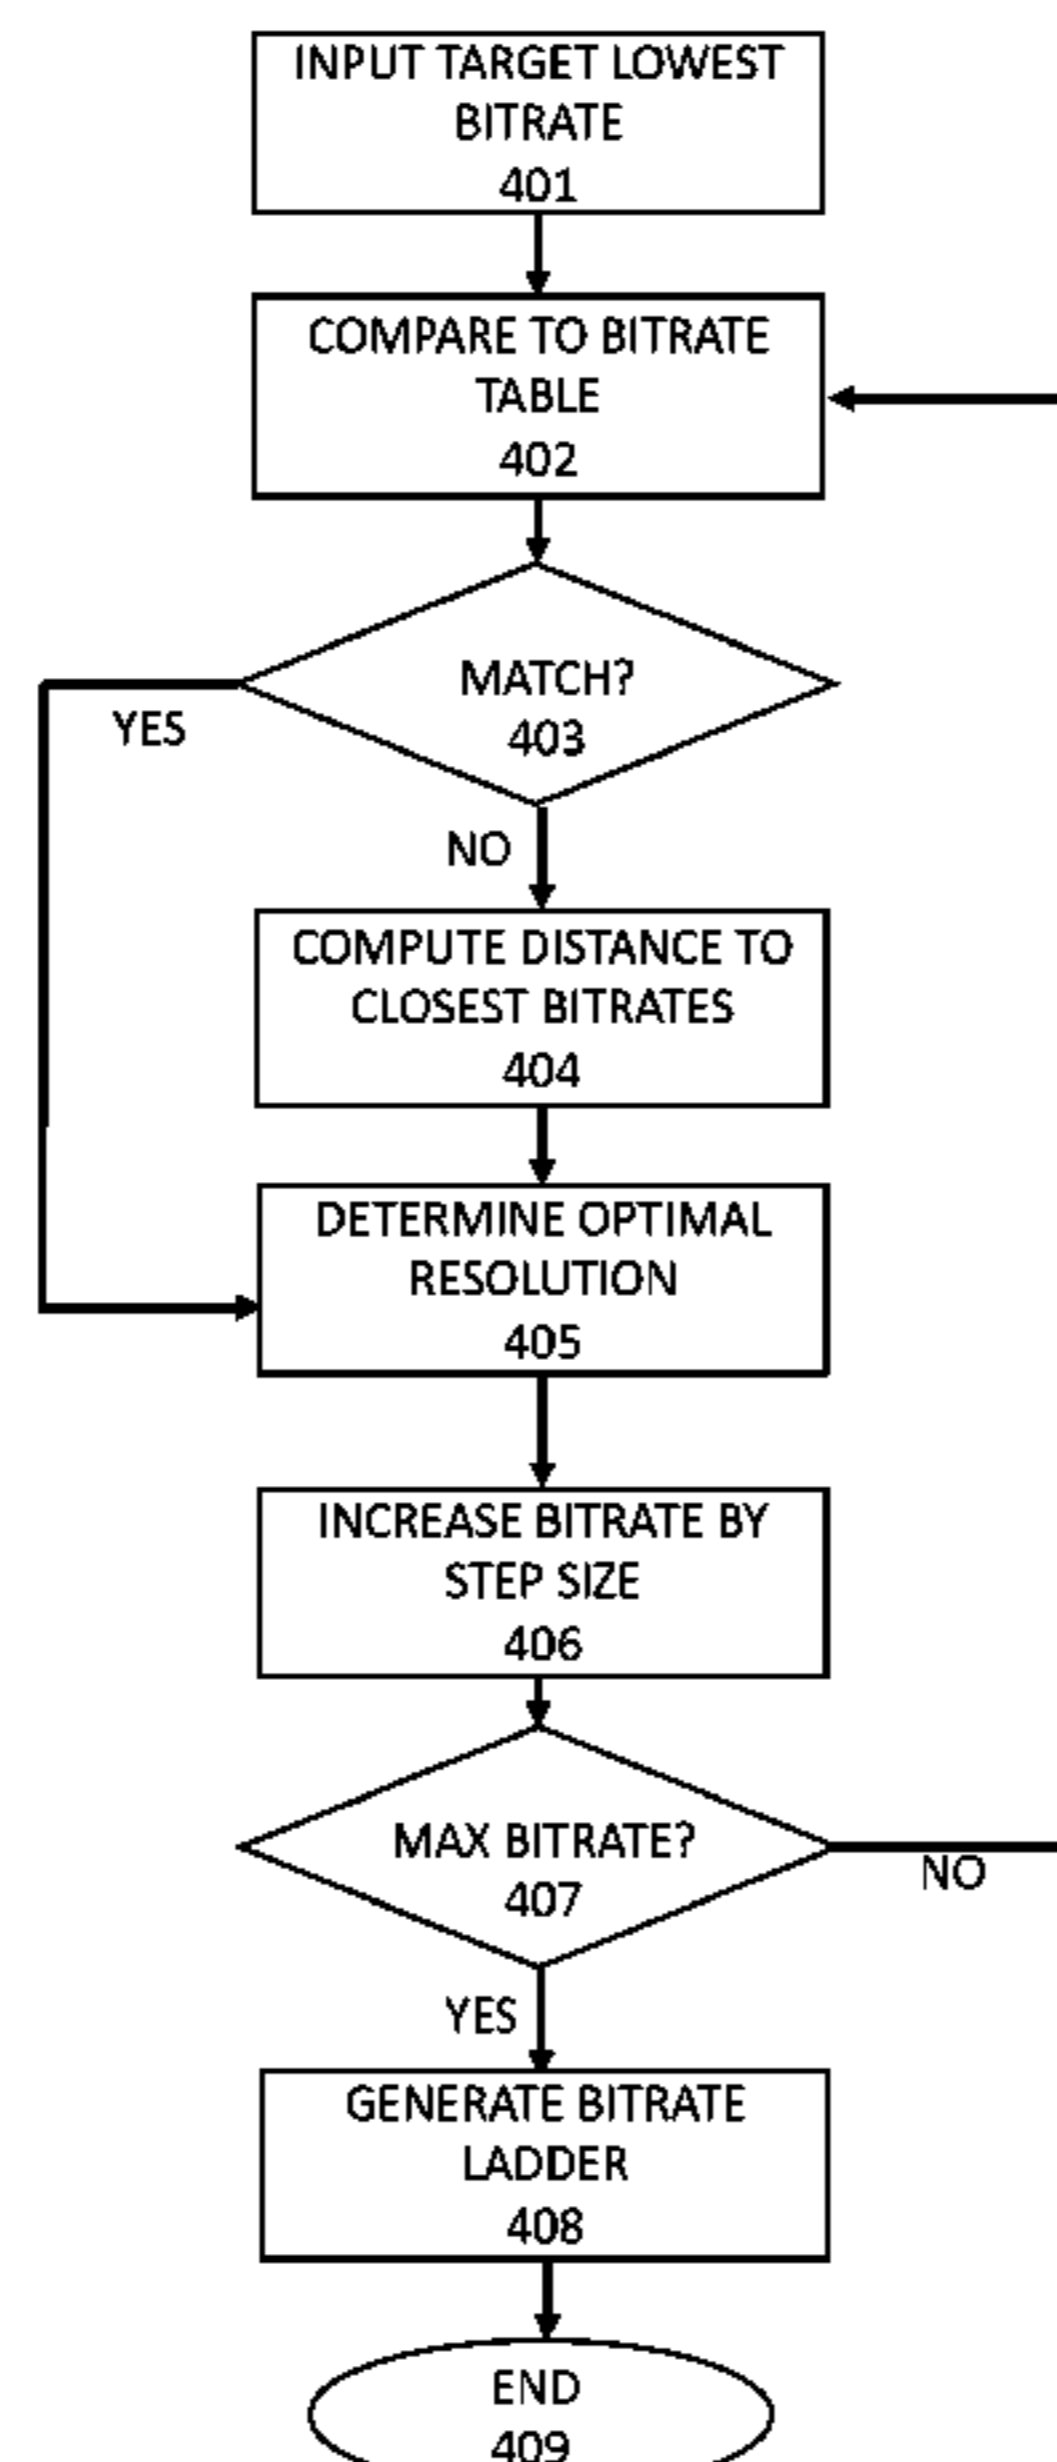 INPUT TARGET LOWEST
BITRATE
401
COMPARE TO BITRATE
TABLE
402
MATCH?
403
YES
NO
COMPUTE DISTANCE TO
CLOSEST BITRATES
404
DETERMINE OPTIMAL
RESOLUTION
405
INCREASE BITRATE BY
STEP SIZE
406
MAX BITRATE?
407
NO
YES
GENERATE BITRATE
LADDER
408
END
409